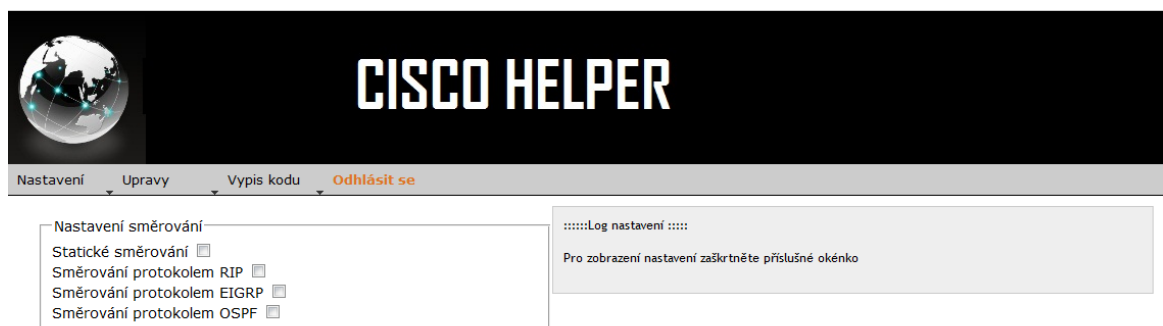 CISCO HELPER
Nastavení Upravy Vypis kodu Odhlásit se
Nastavení směrování
Statické směrování
Směrování protokolem RIP
Směrování protokolem EIGRP
Směrování protokolem OSPF
::::::Log nastavení :::::
Pro zobrazení nastavení zaškrtněte příslušné okénko